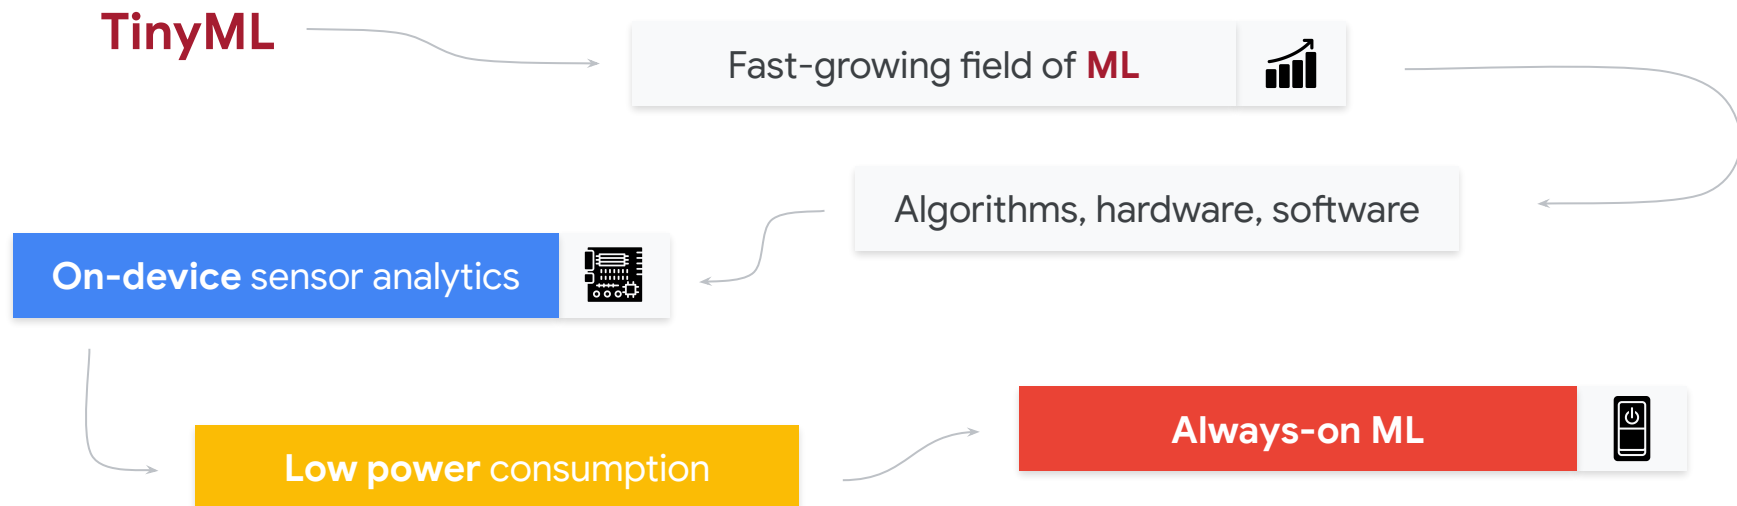 TinyML
Fast-growing field of ML
Algorithms, hardware, software
On-device sensor analytics
Low power consumption
Always-on ML